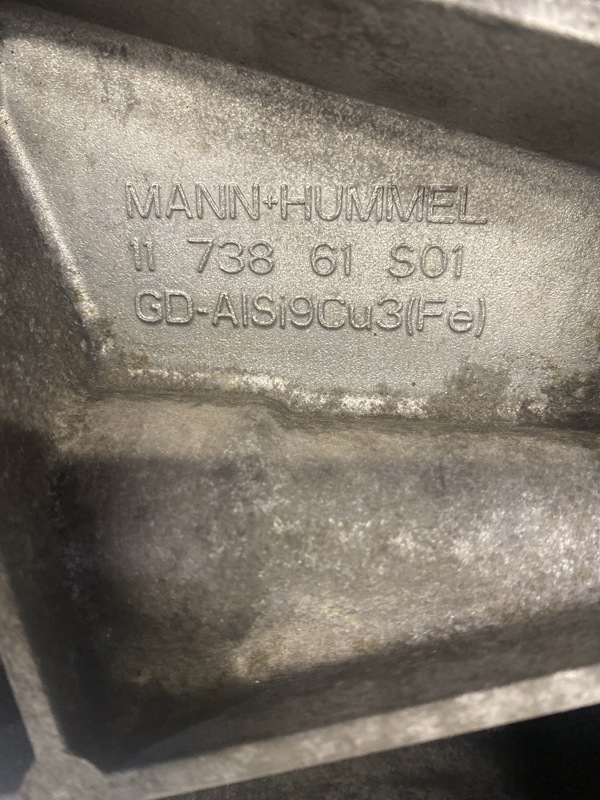 MANN+HUMMEL
11 738 61 S01
GD-AlSi9Cu3(Fe)